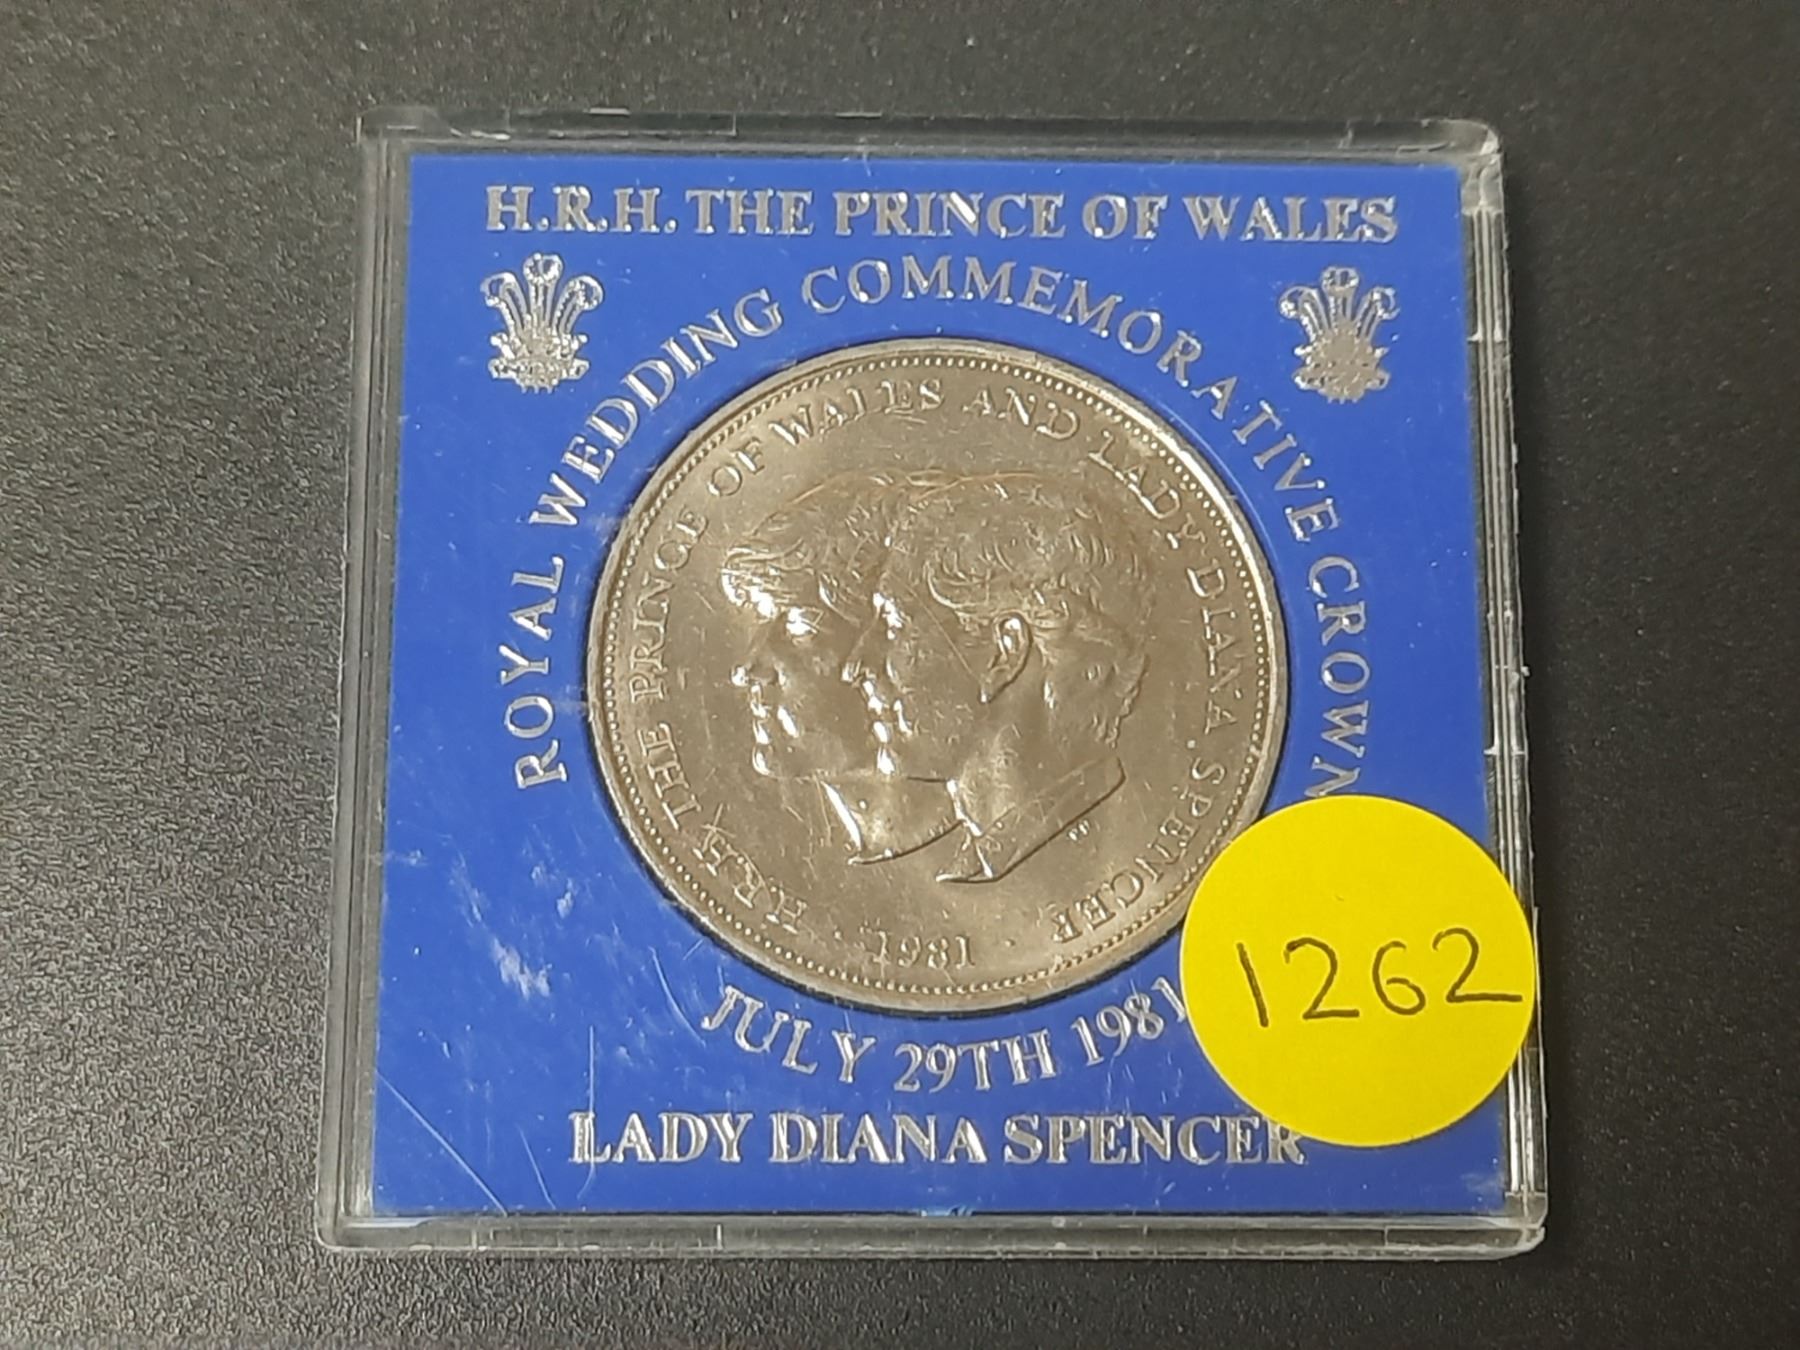 H.R.H. THE PRINCE OF WALES
ROYAL WEDDING COMMEMORATIVE CROWN
H.R.H. THE PRINCE OF WALES AND LADY DIANA SPENCER
· 1981 ·
JULY 29TH 1981
LADY DIANA SPENCER
1262